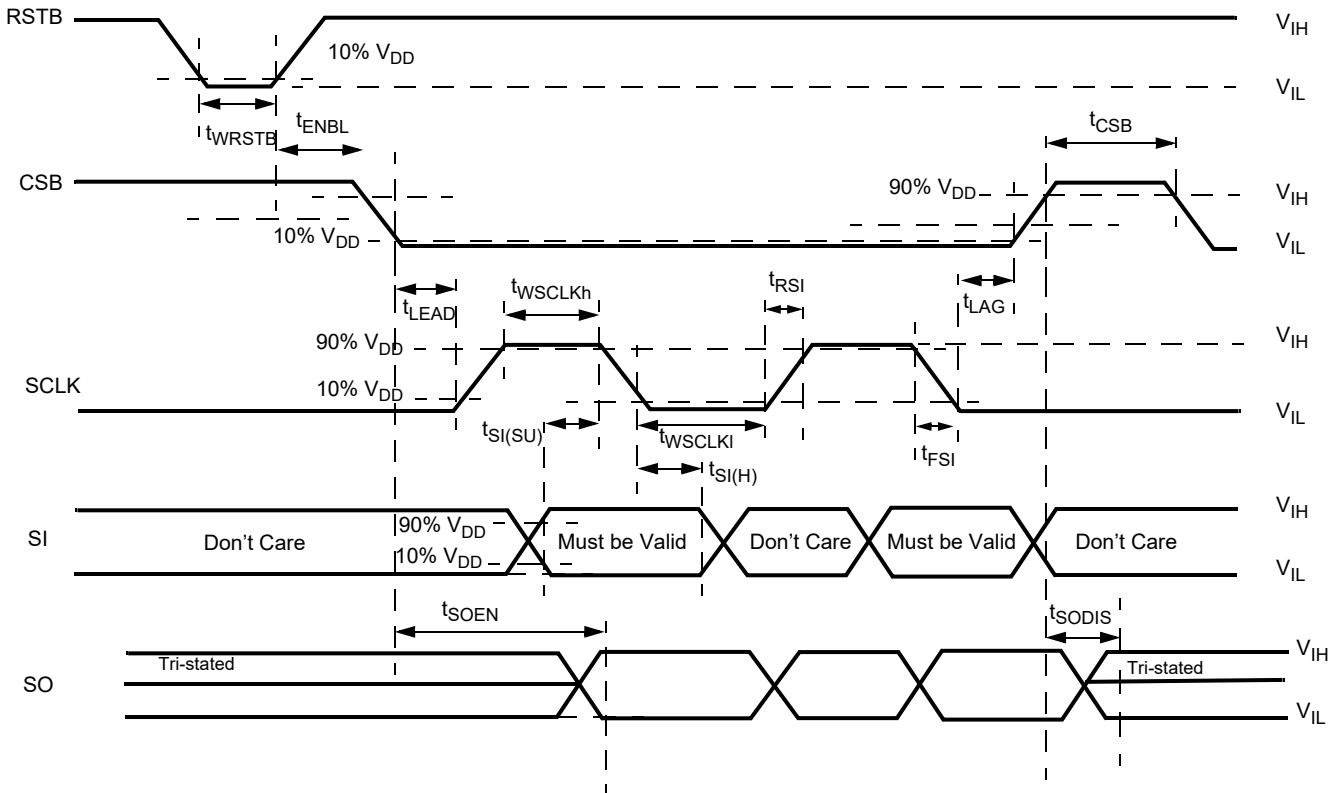 RSTB
V_IH
10% V_DD
V_IL
t_WRSTB
t_ENBL
t_CSB
CSB
90% V_DD
V_IH
10% V_DD
V_IL
t_LEAD
t_WSCLKh
t_RSI
t_LAG
90% V_DD
V_IH
SCLK
10% V_DD
V_IL
t_SI(SU)
t_WSCLKl
t_FSI
t_SI(H)
SI
Don't Care
90% V_DD
10% V_DD
Must be Valid
Don't Care
Must be Valid
Don't Care
V_IH
V_IL
t_SOEN
t_SODIS
SO
Tri-stated
Tri-stated
V_IH
V_IL